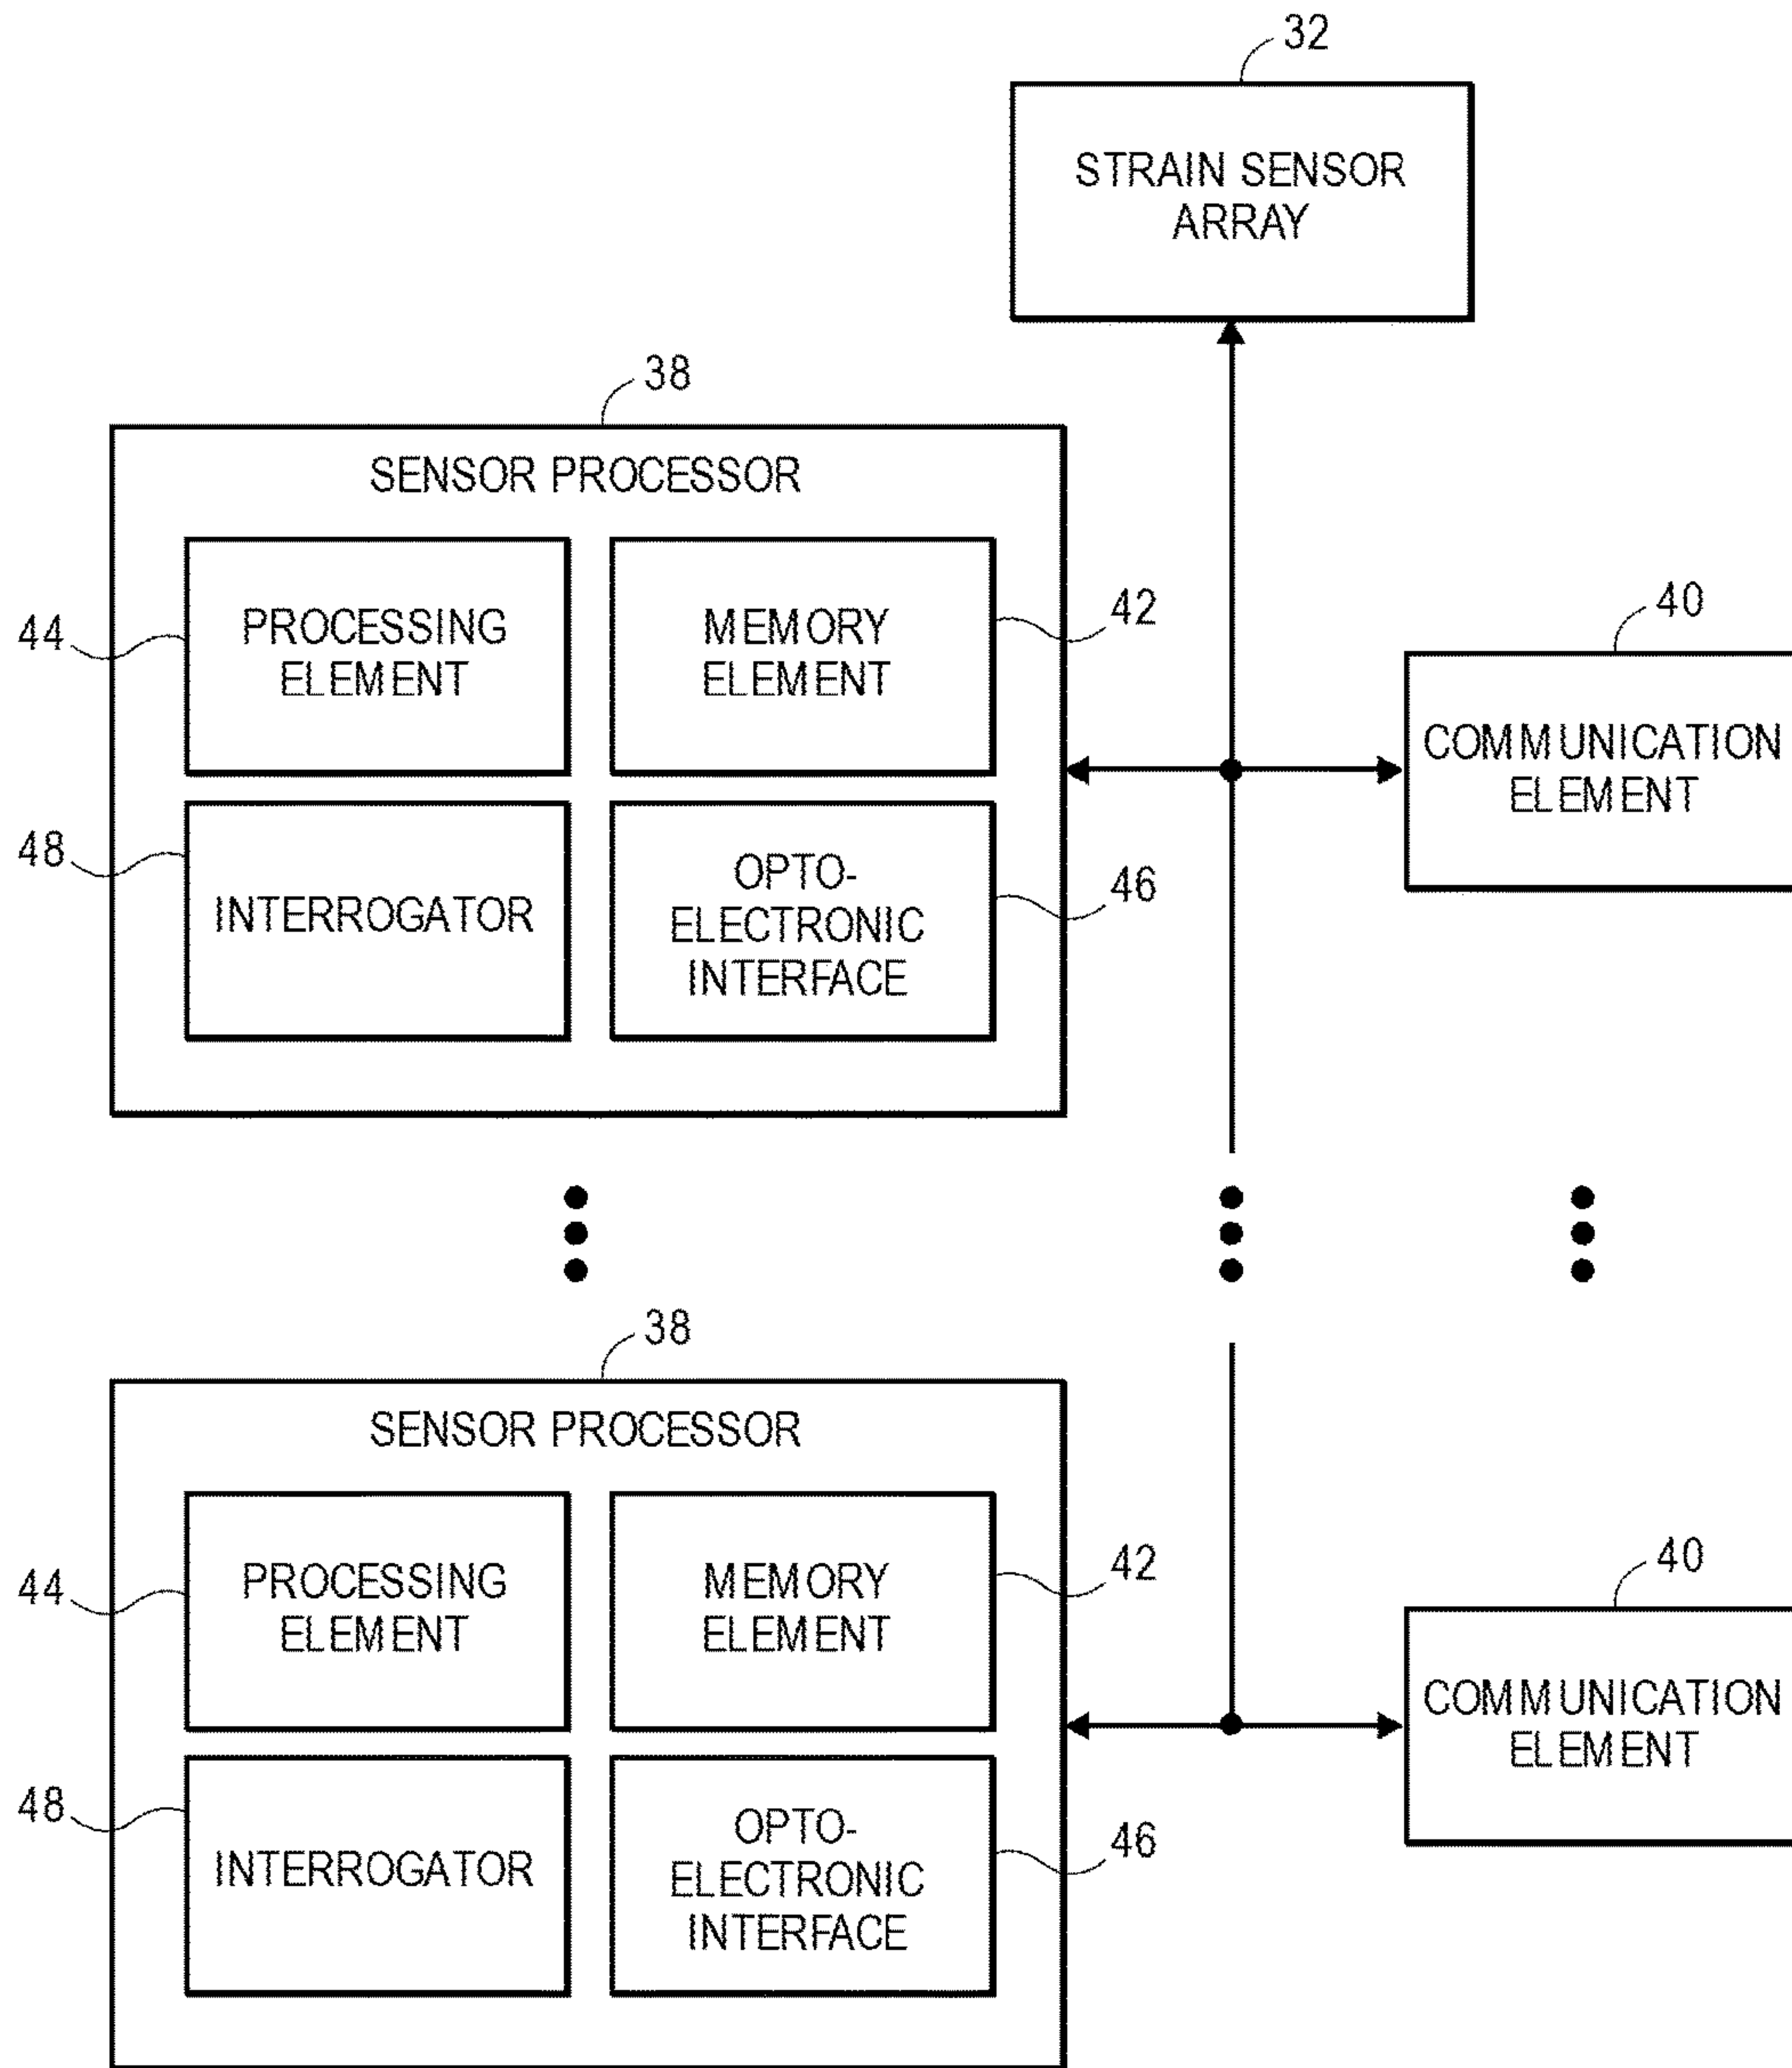 32
STRAIN SENSOR
ARRAY
38
SENSOR PROCESSOR
44
PROCESSING
ELEMENT
MEMORY
ELEMENT
42
40
COMMUNICATION
ELEMENT
48
INTERROGATOR
OPTO-
ELECTRONIC
INTERFACE
46
38
SENSOR PROCESSOR
44
PROCESSING
ELEMENT
MEMORY
ELEMENT
42
40
COMMUNICATION
ELEMENT
48
INTERROGATOR
OPTO-
ELECTRONIC
INTERFACE
46